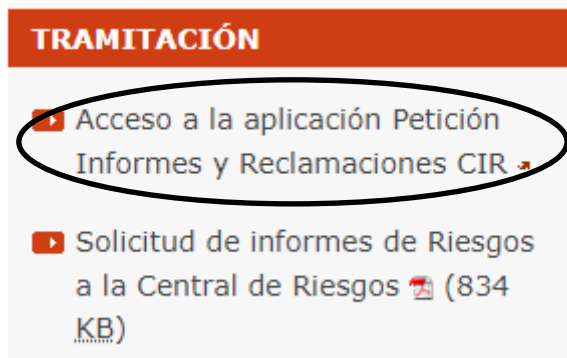 TRAMITACIÓN
Acceso a la aplicación Petición
Informes y Reclamaciones CIR
Solicitud de informes de Riesgos
a la Central de Riesgos (834
KB)